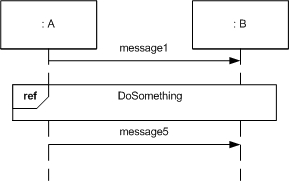 : A
: B
message1
ref
DoSomething
message5